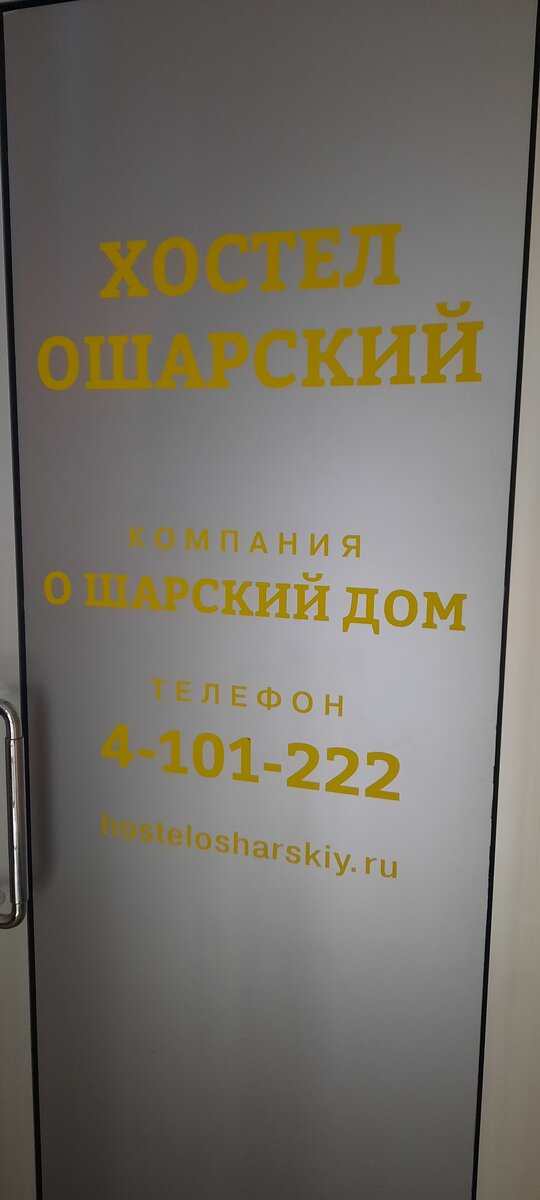 ХОСТЕЛ
ОШАРСКИЙ
КОМПАНИЯ
О ШАРСКИЙ ДОМ
ТЕЛЕФОН
4-101-222
hostelosharskiy.ru